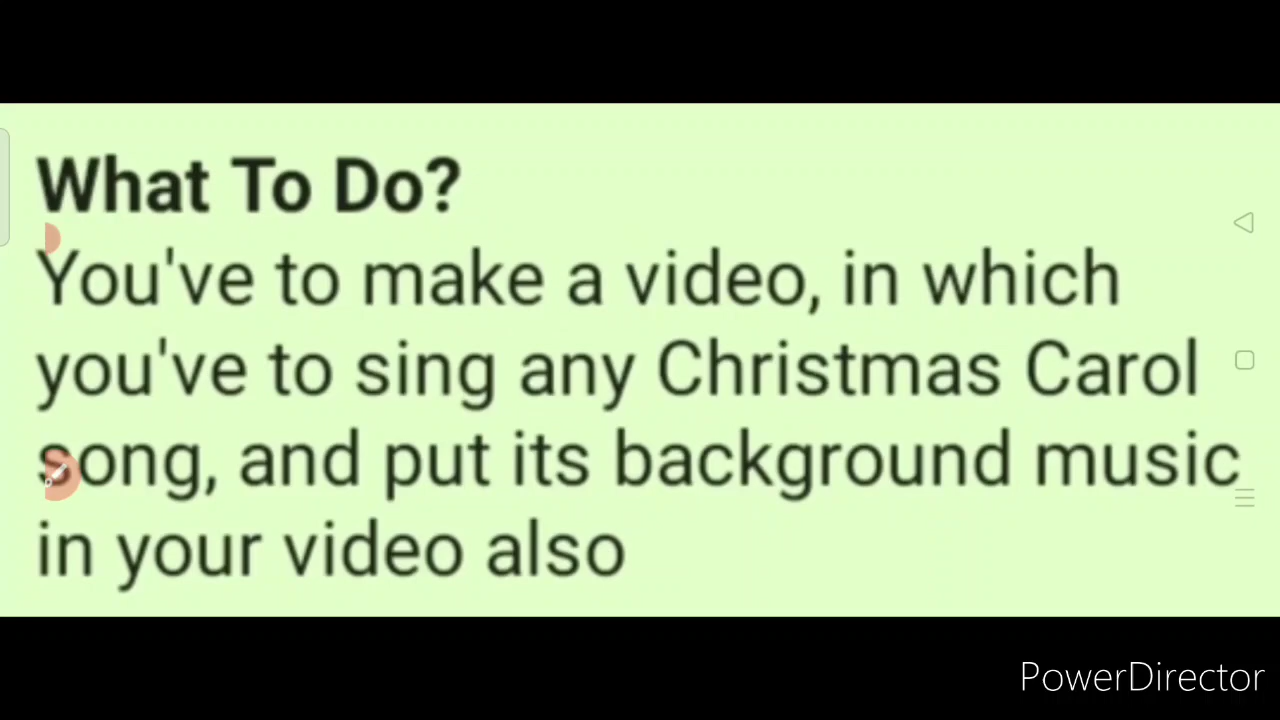 What To Do?
You've to make a video, in which
you've to sing any Christmas Carol
song, and put its background music
in your video also
PowerDirector